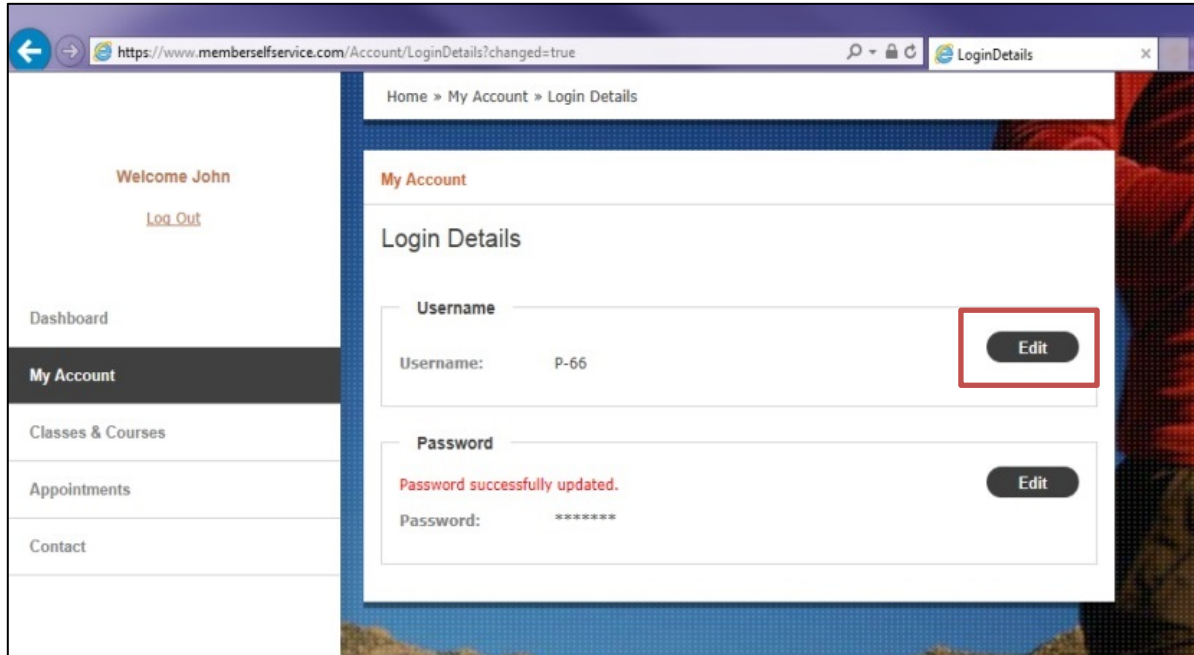 https://www.memberselfservice.com/Account/LoginDetails?changed=true
LoginDetails
Home » My Account » Login Details
Welcome John
Log Out
Dashboard
My Account
Classes & Courses
Appointments
Contact
My Account
Login Details
Username
Username: P-66
Edit
Password
Password successfully updated.
Edit
Password: *******